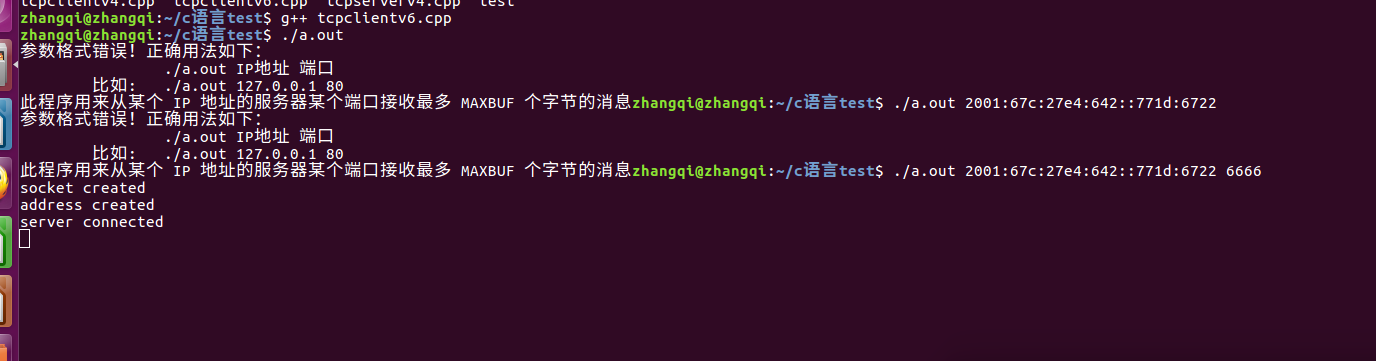 tcpclientv4.cpp  tcpclientv6.cpp  tcpserverv4.cpp  test
zhangqi@zhangqi:~/c语言test$ g++ tcpclientv6.cpp
zhangqi@zhangqi:~/c语言test$ ./a.out
参数格式错误！正确用法如下：
./a.out IP地址 端口
比如:   ./a.out 127.0.0.1 80
此程序用来从某个 IP 地址的服务器某个端口接收最多 MAXBUF 个字节的消息zhangqi@zhangqi:~/c语言test$ ./a.out 2001:67c:27e4:642::771d:6722
参数格式错误！正确用法如下：
./a.out IP地址 端口
比如:   ./a.out 127.0.0.1 80
此程序用来从某个 IP 地址的服务器某个端口接收最多 MAXBUF 个字节的消息zhangqi@zhangqi:~/c语言test$ ./a.out 2001:67c:27e4:642::771d:6722 6666
socket created
address created
server connected